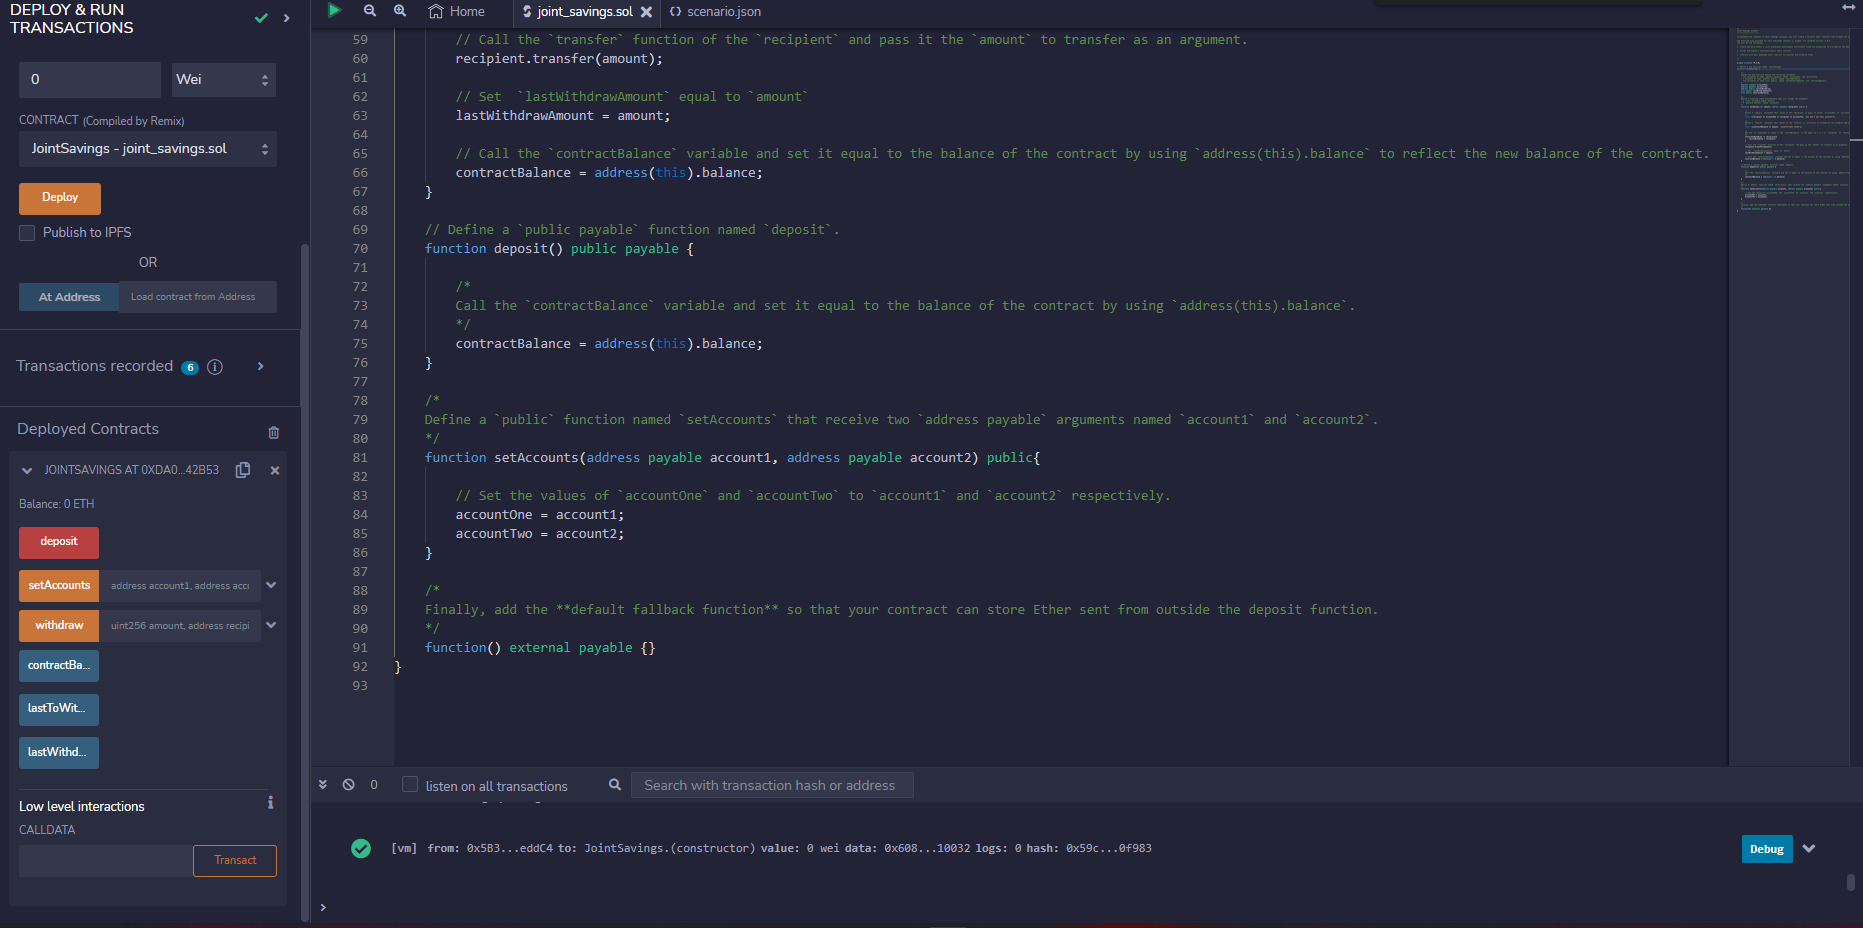 DEPLOY & RUN
TRANSACTIONS
0
Wei
CONTRACT (Compiled by Remix)
JointSavings - joint_savings.sol
Deploy
Publish to IPFS
OR
At Address
Load contract from Address
Transactions recorded 6 i
Deployed Contracts
JOINTSAVINGS AT 0XDA0...42B53
Balance: 0 ETH
deposit
setAccounts
address account1, address acc
withdraw
uint256 amount, address recipi
contractBa...
lastToWit...
lastWithd...
Low level interactions
i
CALLDATA
Transact
Home
joint_savings.sol
scenario.json
59 // Call the `transfer` function of the `recipient` and pass it the `amount` to transfer as an argument.
60 recipient.transfer(amount);
61
62 // Set  `lastWithdrawAmount` equal to `amount`
63 lastWithdrawAmount = amount;
64
65 // Call the `contractBalance` variable and set it equal to the balance of the contract by using `address(this).balance` to reflect the new balance of the contract.
66 contractBalance = address(this).balance;
67 }
68
69 // Define a `public payable` function named `deposit`.
70 function deposit() public payable {
71
72 /*
73 Call the `contractBalance` variable and set it equal to the balance of the contract by using `address(this).balance`.
74 */
75 contractBalance = address(this).balance;
76 }
77
78 /*
79 Define a `public` function named `setAccounts` that receive two `address payable` arguments named `account1` and `account2`.
80 */
81 function setAccounts(address payable account1, address payable account2) public{
82
83 // Set the values of `accountOne` and `accountTwo` to `account1` and `account2` respectively.
84 accountOne = account1;
85 accountTwo = account2;
86 }
87
88 /*
89 Finally, add the **default fallback function** so that your contract can store Ether sent from outside the deposit function.
90 */
91 function() external payable {}
92 }
93
0
listen on all transactions
Search with transaction hash or address
[vm] from: 0x5B3...eddC4 to: JointSavings.(constructor) value: 0 wei data: 0x608...10032 logs: 0 hash: 0x59c...0f983
Debug
>